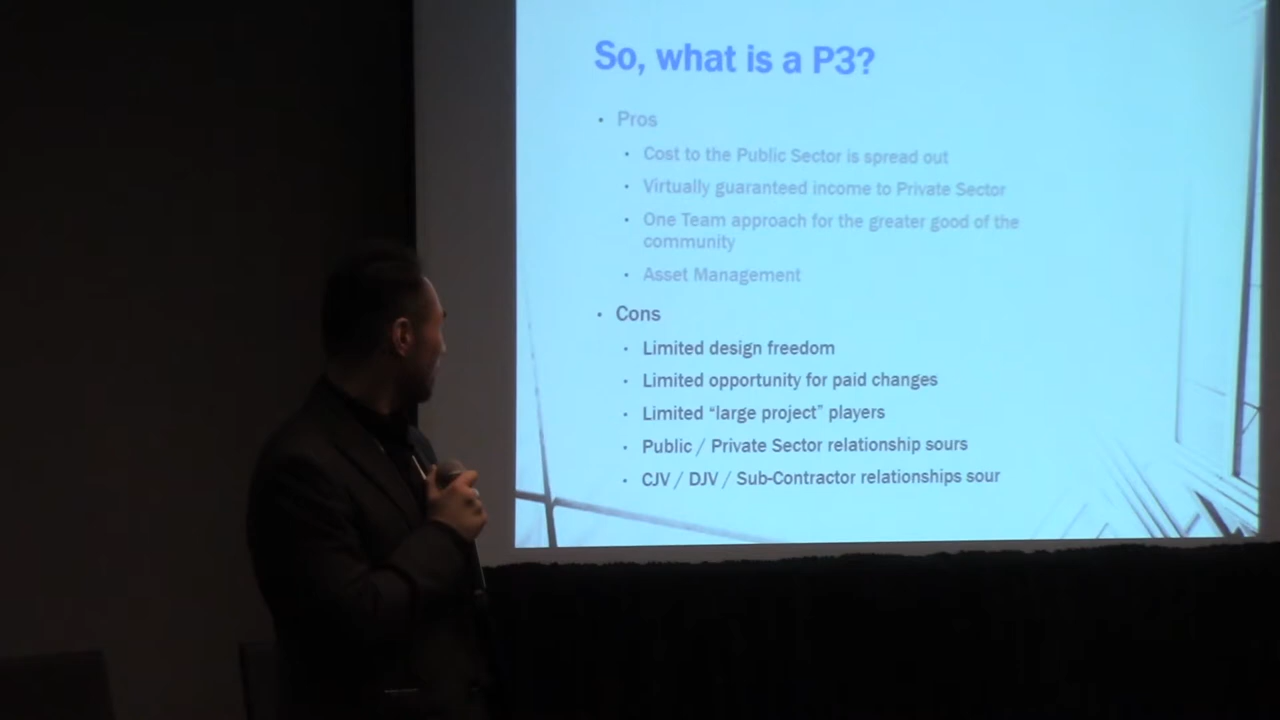 So, what is a P3?
Pros
Cost to the Public Sector is spread out
Virtually guaranteed income to Private Sector
One Team approach for the greater good of the
community
Asset Management
Cons
Limited design freedom
Limited opportunity for paid changes
Limited “large project” players
Public / Private Sector relationship sours
CJV / DJV / Sub-Contractor relationships sour